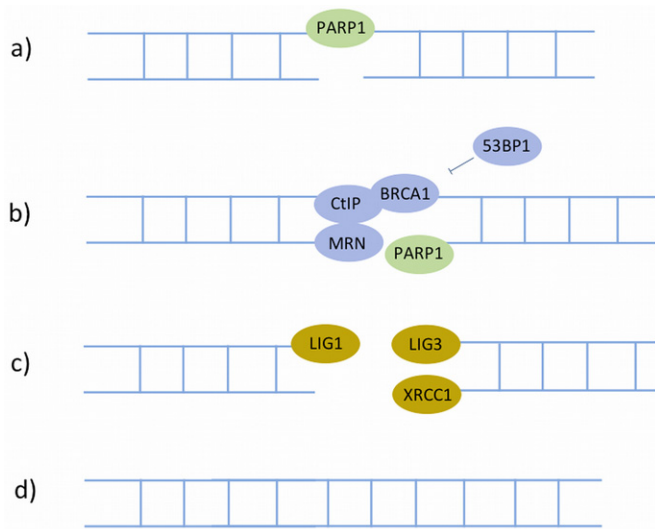 a)
PARP1
53BP1
b)
CtIP
BRCA1
MRN
PARP1
c)
LIG1
LIG3
XRCC1
d)